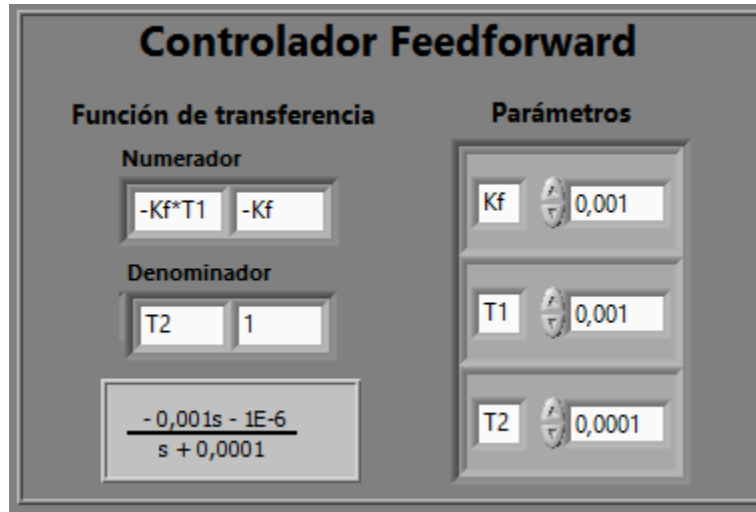 Controlador Feedforward
Función de transferencia
Numerador
-Kf*T1 -Kf
Denominador
T2 1
- 0,001s - 1E-6
s + 0,0001
Parámetros
Kf 0,001
T1 0,001
T2 0,0001